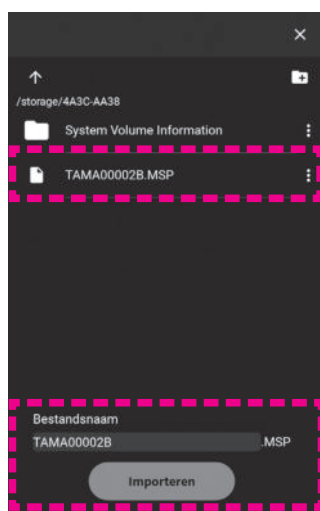 /storage/4A3C-AA38
System Volume Information
TAMA00002B.MSP
Bestandsnaam
TAMA00002B .MSP
Importeren